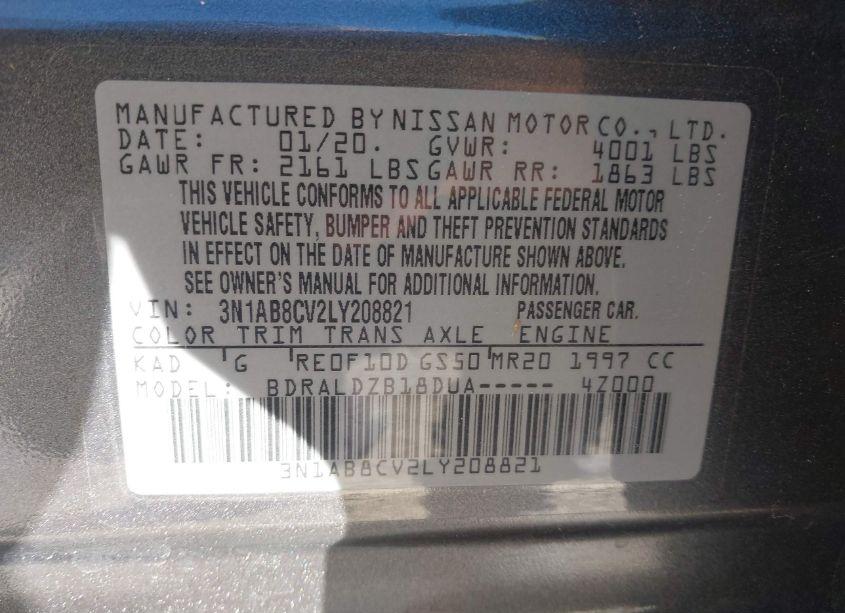 MANUFACTURED BY NISSAN MOTOR CO., LTD.
DATE: 01/20. GVWR: 4001 LBS
GAWR FR: 2161 LBS GAWR RR: 1863 LBS
THIS VEHICLE CONFORMS TO ALL APPLICABLE FEDERAL MOTOR
VEHICLE SAFETY, BUMPER AND THEFT PREVENTION STANDARDS
IN EFFECT ON THE DATE OF MANUFACTURE SHOWN ABOVE.
SEE OWNER'S MANUAL FOR ADDITIONAL INFORMATION.
VIN: 3N1AB8CV2LY208821 PASSENGER CAR.
COLOR TRIM TRANS AXLE ENGINE
KAD G RE0F10D GS50 MR20 1997 CC
MODEL: BDRALDZB18DUA----- 4Z000
3N1AB8CV2LY208821